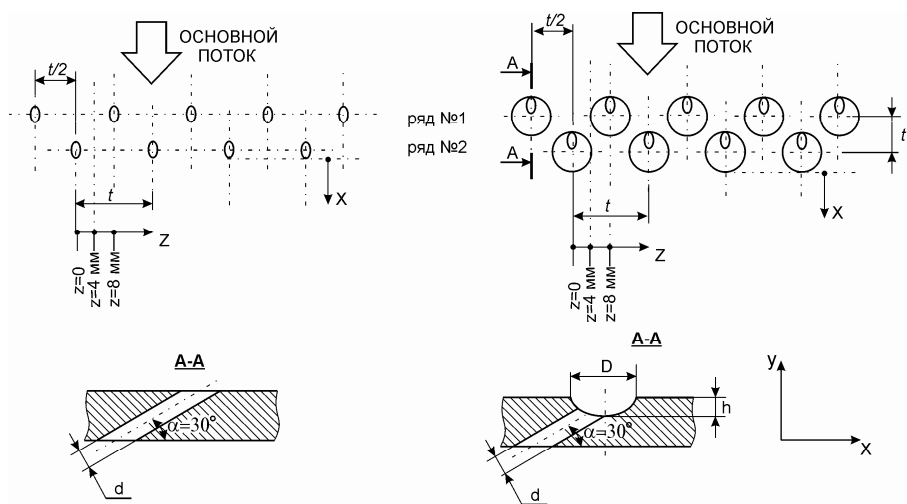 ОСНОВНОЙ
ПОТОК
t/2
t
X
Z
z=0
z=4 мм
z=8 мм
A-A
α=30°
d
ряд №1
ряд №2
ОСНОВНОЙ
ПОТОК
t/2
A
A
t
t
X
Z
z=0
z=4 мм
z=8 мм
A-A
D
h
α=30°
d
y
x